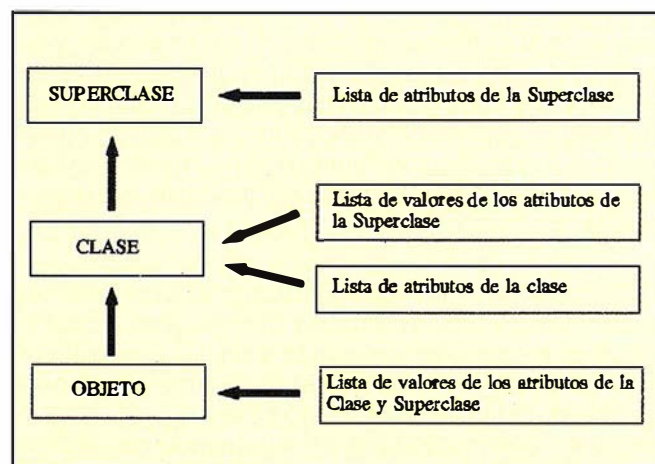 SUPERCLASE
Lista de atributos de la Superclase
Lista de valores de los atributos de
la Superclase
CLASE
Lista de atributos de la clase
OBJETO
Lista de valores de los atributos de la
Clase y Superclase